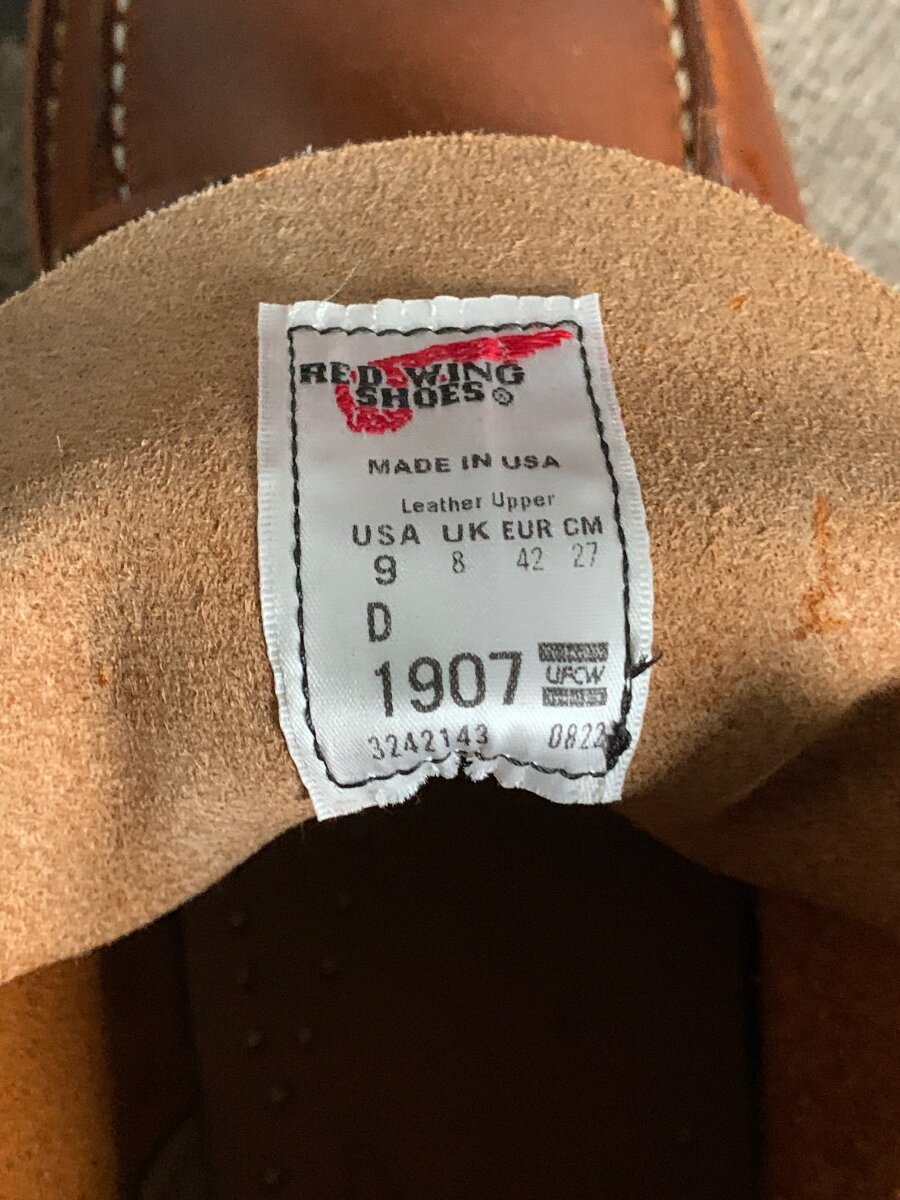 RED WING
SHOES®
MADE IN USA
Leather Upper
USA UK EUR CM
9 8 42 27
D
1907 UFCW
3242143 0822